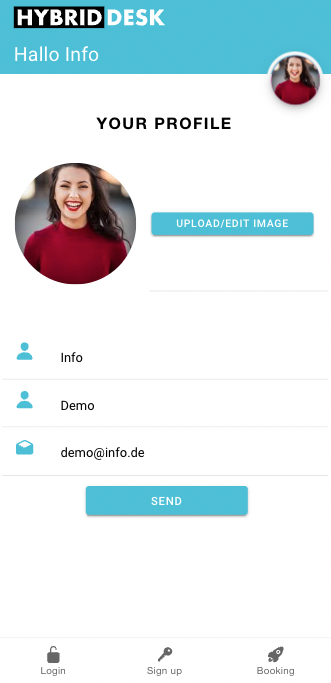 HYBRID DESK
Hallo Info
YOUR PROFILE
UPLOAD/EDIT IMAGE
Info
Demo
demo@info.de
SEND
Login
Sign up
Booking